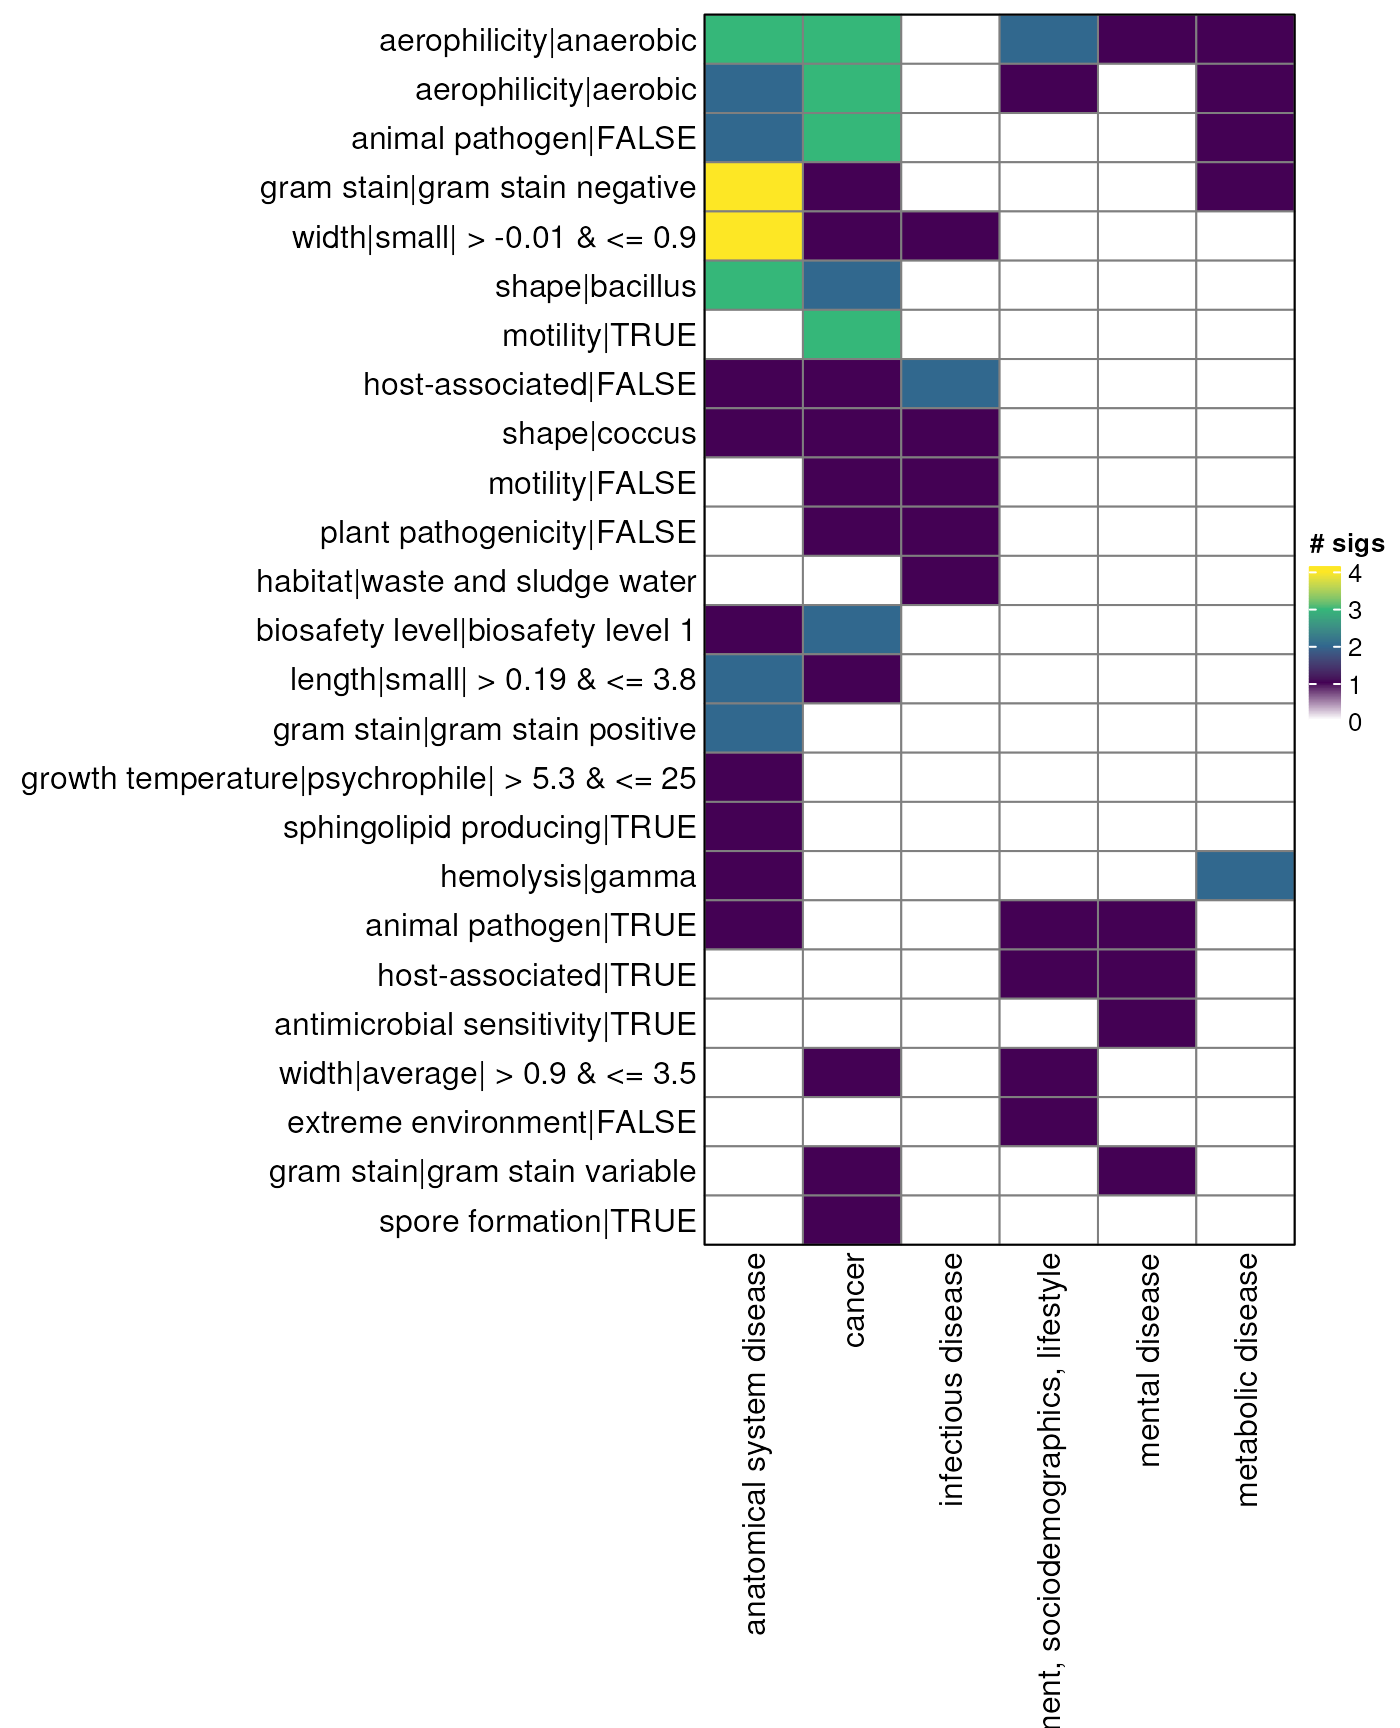 aerophilicity|anaerobic
aerophilicity|aerobic
animal pathogen|FALSE
gram stain|gram stain negative
width|small| > -0.01 & <= 0.9
shape|bacillus
motility|TRUE
host-associated|FALSE
shape|coccus
motility|FALSE
plant pathogenicity|FALSE
habitat|waste and sludge water
biosafety level|biosafety level 1
length|small| > 0.19 & <= 3.8
gram stain|gram stain positive
growth temperature|psychrophile| > 5.3 & <= 25
sphingolipid producing|TRUE
hemolysis|gamma
animal pathogen|TRUE
host-associated|TRUE
antimicrobial sensitivity|TRUE
width|average| > 0.9 & <= 3.5
extreme environment|FALSE
gram stain|gram stain variable
spore formation|TRUE
# sigs
4
3
2
1
0
anatomical system disease
cancer
infectious disease
sociodemographics, lifestyle
mental disease
metabolic disease